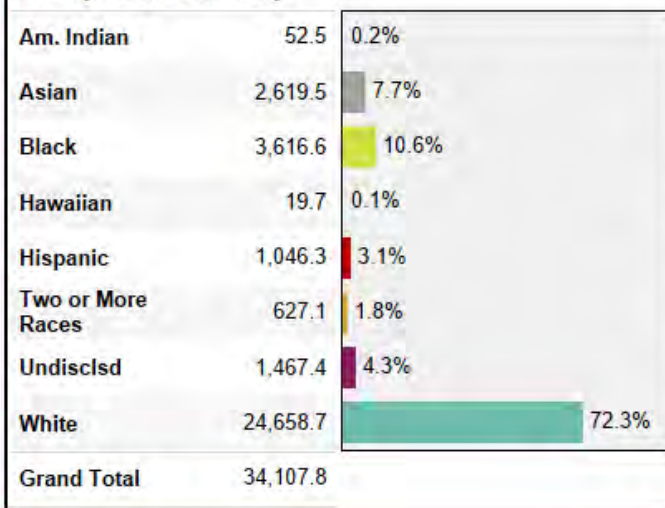 Am. Indian 52.5 0.2%
Asian 2,619.5 7.7%
Black 3,616.6 10.6%
Hawaiian 19.7 0.1%
Hispanic 1,046.3 3.1%
Two or More
Races 627.1 1.8%
Undisclsd 1,467.4 4.3%
White 24,658.7 72.3%
Grand Total 34,107.8